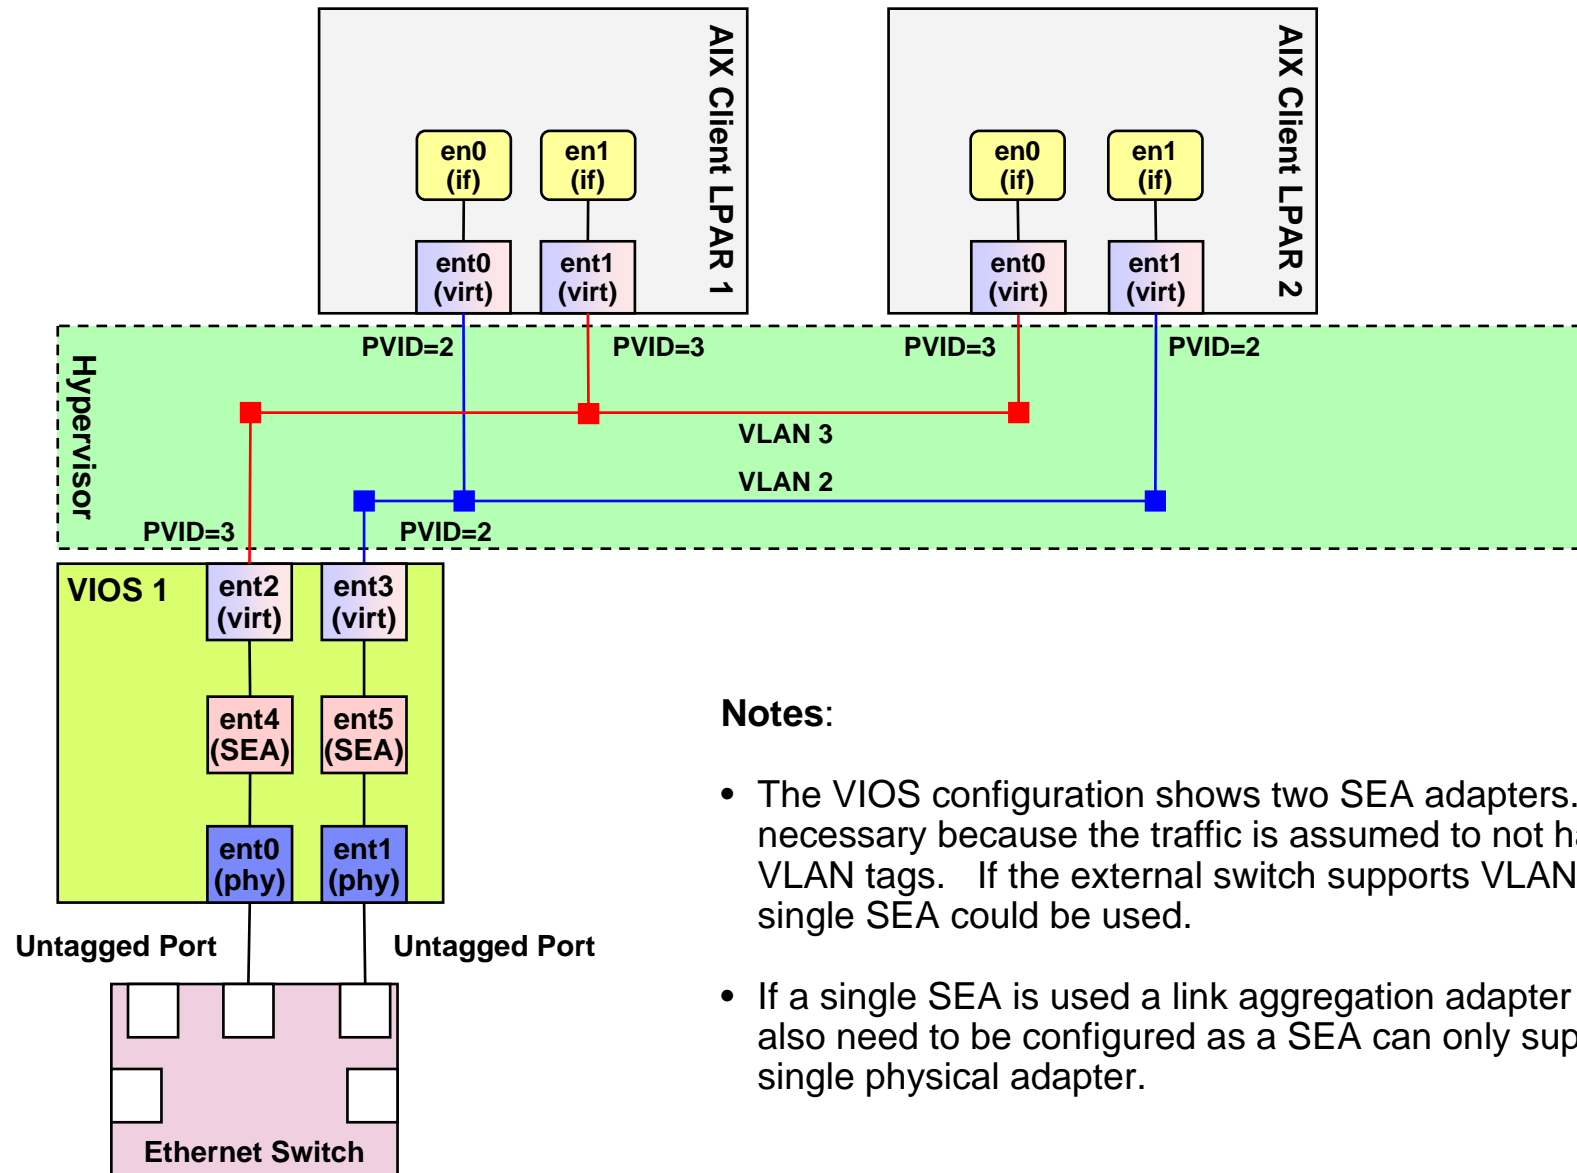 AIX Client LPAR 1
AIX Client LPAR 2
en0
(if)
en1
(if)
en0
(if)
en1
(if)
ent0
(virt)
ent1
(virt)
ent0
(virt)
ent1
(virt)
Hypervisor
PVID=2
PVID=3
PVID=3
PVID=2
VLAN 3
VLAN 2
PVID=3
PVID=2
VIOS 1
ent2
(virt)
ent3
(virt)
ent4
(SEA)
ent5
(SEA)
ent0
(phy)
ent1
(phy)
Untagged Port
Untagged Port
Ethernet Switch
Notes:
• The VIOS configuration shows two SEA adapters.
necessary because the traffic is assumed to not
VLAN tags. If the external switch supports VLAN
single SEA could be used.
• If a single SEA is used a link aggregation adapter
also need to be configured as a SEA can only
single physical adapter.